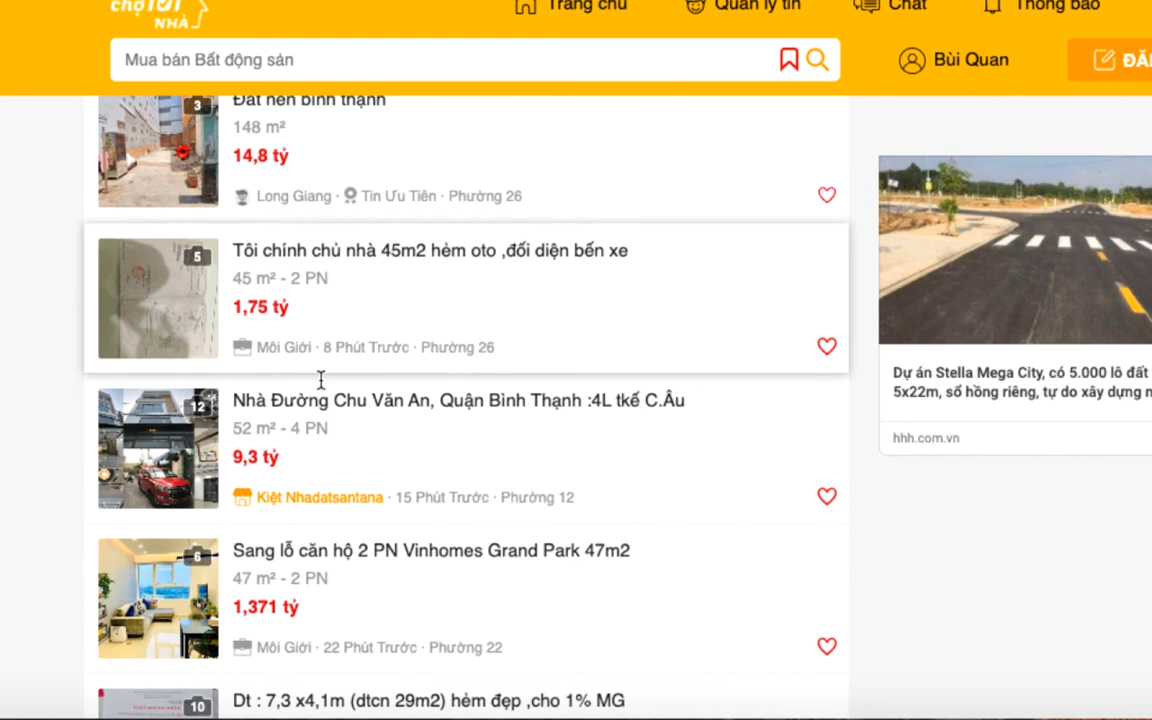 chợTỐT
NHÀ
Trang chủ
Quản lý tin
Chat
Thông báo
Mua bán Bất động sản
Bùi Quan
ĐĂ
3
Đất nền bình thạnh
148 m²
14,8 tỷ
Long Giang · Tin Ưu Tiên · Phường 26
5
Tôi chính chủ nhà 45m2 hẻm oto ,đối diện bến xe
45 m² - 2 PN
1,75 tỷ
Môi Giới · 8 Phút Trước · Phường 26
12
Nhà Đường Chu Văn An, Quận Bình Thạnh :4L tkế C.Âu
52 m² - 4 PN
9,3 tỷ
Kiệt Nhadatsantana · 15 Phút Trước · Phường 12
6
Sang lỗ căn hộ 2 PN Vinhomes Grand Park 47m2
47 m² - 2 PN
1,371 tỷ
Môi Giới · 22 Phút Trước · Phường 22
10
Dt : 7,3 x4,1m (dtcn 29m2) hẻm đẹp ,cho 1% MG
Dự án Stella Mega City, có 5.000 lô đất
5x22m, sổ hồng riêng, tự do xây dựng n
hhh.com.vn